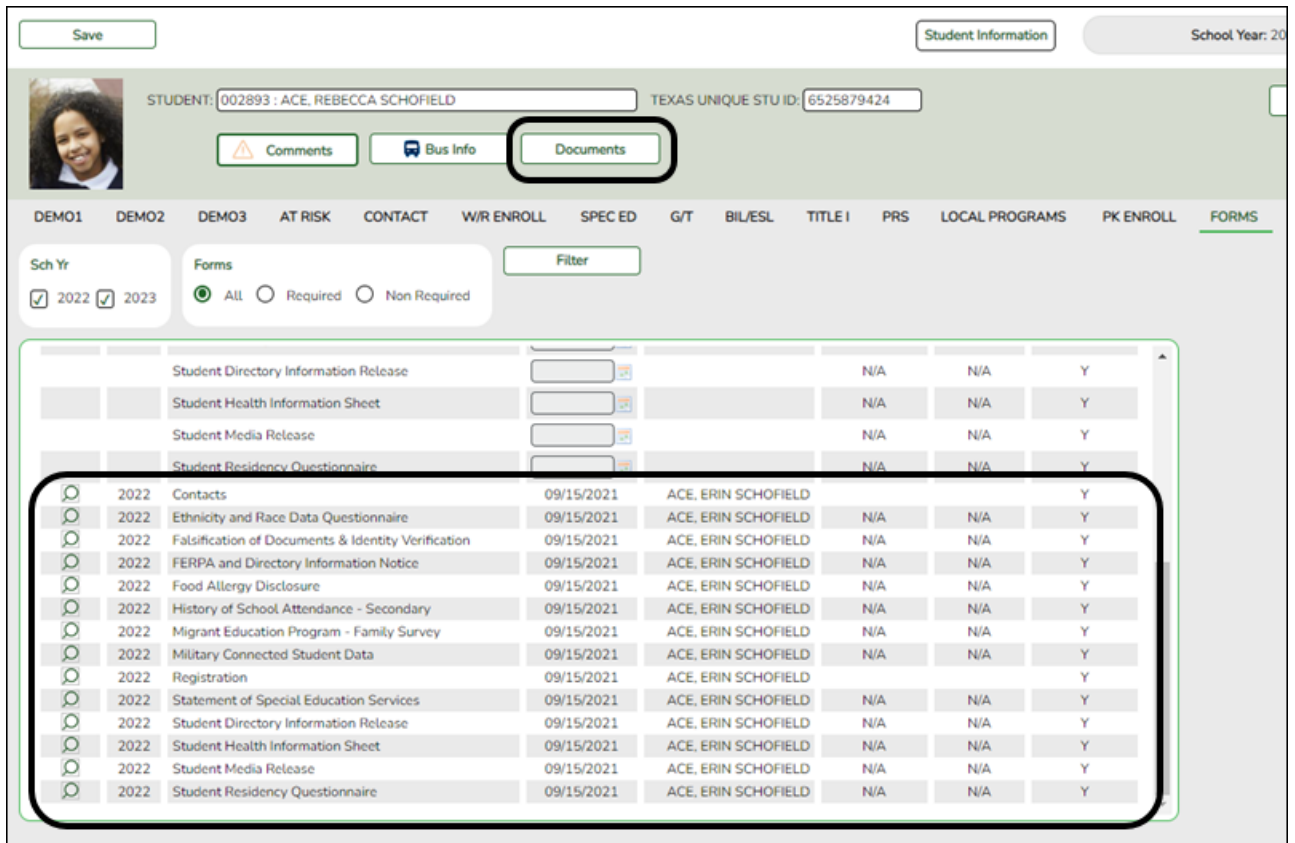 Save Student Information School Year: 20
STUDENT: 002893 : ACE, REBECCA SCHOFIELD TEXAS UNIQUE STU ID: 6525879424
Comments Bus Info Documents
DEMO1 DEMO2 DEMO3 AT RISK CONTACT W/R ENROLL SPEC ED G/T BIL/ESL TITLE I PRS LOCAL PROGRAMS PK ENROLL FORMS
Sch Yr Forms Filter
2022 2023 All Required Non Required
Student Directory Information Release N/A N/A Y
Student Health Information Sheet N/A N/A Y
Student Media Release N/A N/A Y
Student Residency Questionnaire N/A N/A Y
2022 Contacts 09/15/2021 ACE, ERIN SCHOFIELD Y
2022 Ethnicity and Race Data Questionnaire 09/15/2021 ACE, ERIN SCHOFIELD N/A N/A Y
2022 Falsification of Documents & Identity Verification 09/15/2021 ACE, ERIN SCHOFIELD N/A N/A Y
2022 FERPA and Directory Information Notice 09/15/2021 ACE, ERIN SCHOFIELD N/A N/A Y
2022 Food Allergy Disclosure 09/15/2021 ACE, ERIN SCHOFIELD N/A N/A Y
2022 History of School Attendance - Secondary 09/15/2021 ACE, ERIN SCHOFIELD N/A N/A Y
2022 Migrant Education Program - Family Survey 09/15/2021 ACE, ERIN SCHOFIELD N/A N/A Y
2022 Military Connected Student Data 09/15/2021 ACE, ERIN SCHOFIELD N/A N/A Y
2022 Registration 09/15/2021 ACE, ERIN SCHOFIELD Y
2022 Statement of Special Education Services 09/15/2021 ACE, ERIN SCHOFIELD N/A N/A Y
2022 Student Directory Information Release 09/15/2021 ACE, ERIN SCHOFIELD N/A N/A Y
2022 Student Health Information Sheet 09/15/2021 ACE, ERIN SCHOFIELD N/A N/A Y
2022 Student Media Release 09/15/2021 ACE, ERIN SCHOFIELD N/A N/A Y
2022 Student Residency Questionnaire 09/15/2021 ACE, ERIN SCHOFIELD N/A N/A Y